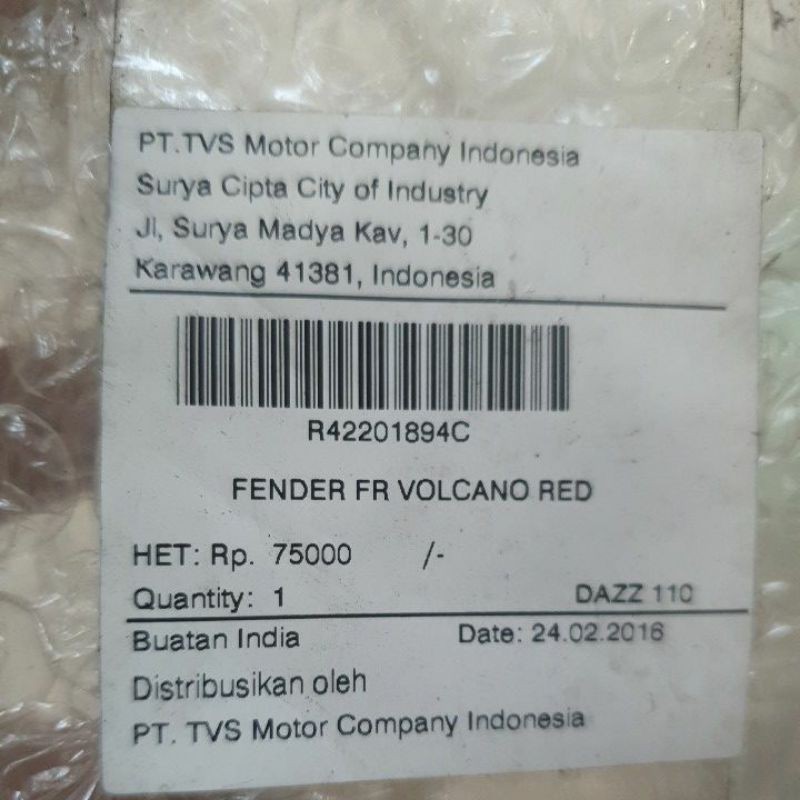 PT.TVS Motor Company Indonesia
Surya Cipta City of Industry
Jl, Surya Madya Kav, 1-30
Karawang 41381, Indonesia
R42201894C
FENDER FR VOLCANO RED
HET: Rp. 75000 /-
Quantity: 1 DAZZ 110
Buatan India Date: 24.02.2016
Distribusikan oleh
PT. TVS Motor Company Indonesia